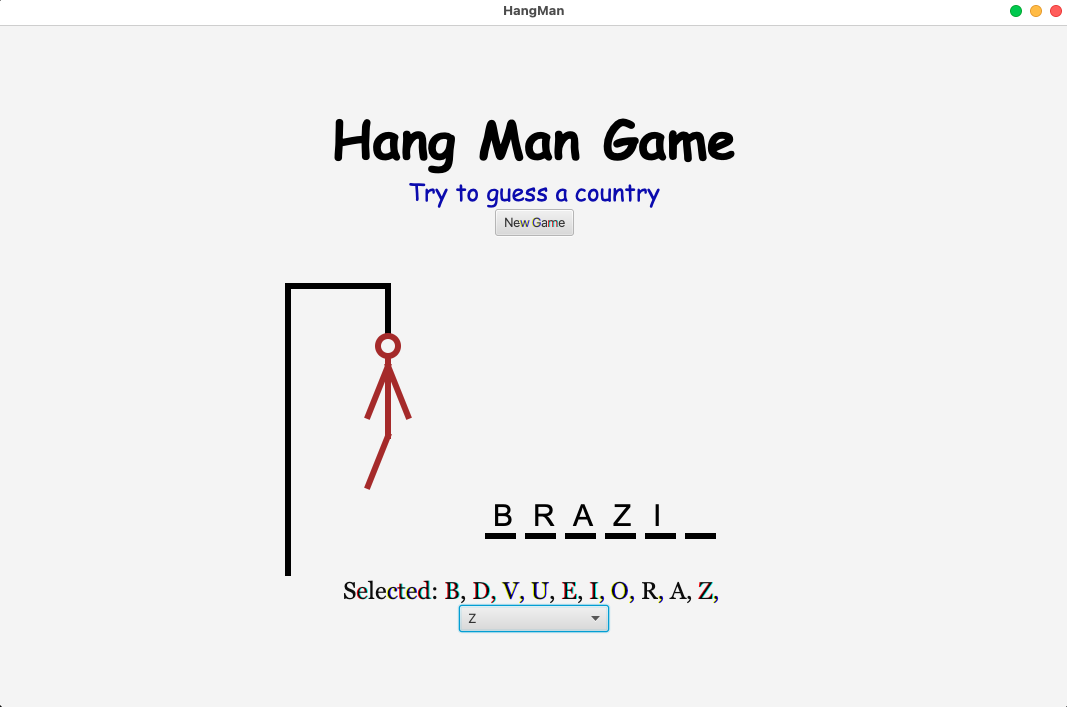 HangMan
Hang Man Game
Try to guess a country
New Game
B R A Z I
Selected: B, D, V, U, E, I, O, R, A, Z,
Z